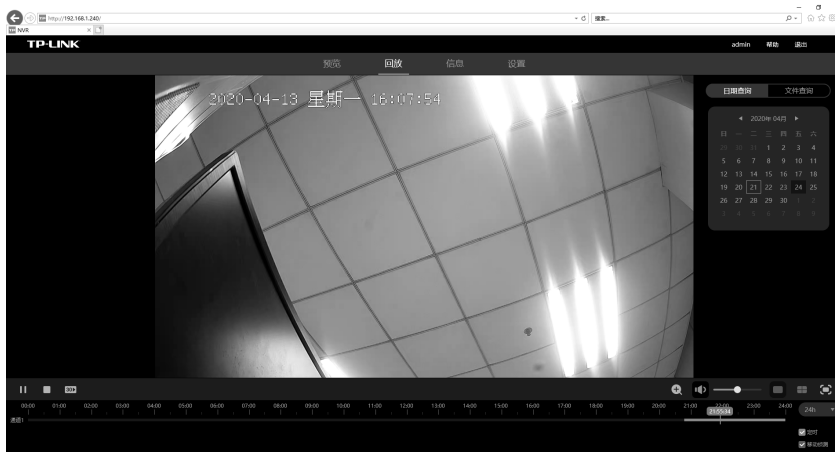 http://192.168.1.240/
搜索...
NVR
TP-LINK
admin 帮助 退出
预览 回放 信息 设置
2020-04-13 星期一 16:07:54
日期查询 文件查询
2020年 04月
日 一 二 三 四 五 六
29 30 31 1 2 3 4
5 6 7 8 9 10 11
12 13 14 15 16 17 18
19 20 21 22 23 24 25
26 27 28 29 30 1 2
3 4 5 6 7 8 9
30
00:00 01:00 02:00 03:00 04:00 05:00 06:00 07:00 08:00 09:00 10:00 11:00 12:00 13:00 14:00 15:00 16:00 17:00 18:00 19:00 20:00 21:00 22:00 23:00 24:00
24h
21:55:34
通道1
定时
移动侦测